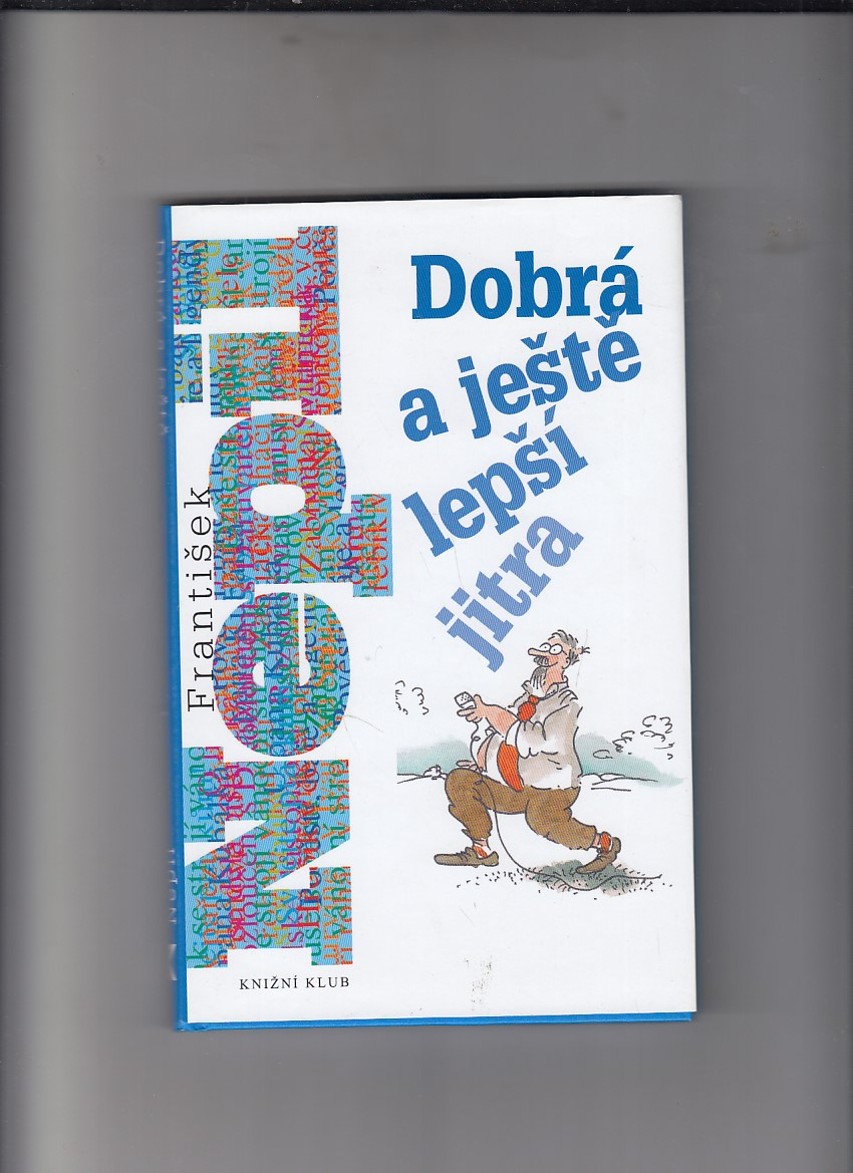 František
Nepil
Dobrá
a ještě
lepší
jitra
KNIŽNÍ KLUB